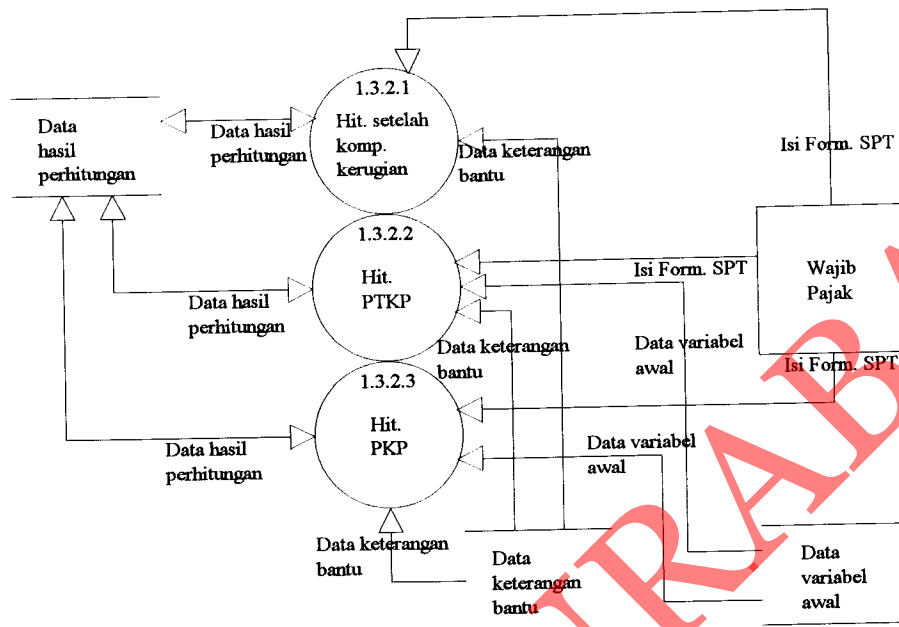 1.3.2.1
Hit. setelah
komp.
kerugian
Data
hasil
perhitungan
Data hasil
perhitungan
Data keterangan
bantu
Isi Form. SPT
1.3.2.2
Hit.
PTKP
Isi Form. SPT
Wajib
Pajak
Data hasil
perhitungan
Data keterangan
bantu
Data variabel
awal
Isi Form. SPT
1.3.2.3
Hit.
PKP
Data hasil
perhitungan
Data variabel
awal
Data keterangan
bantu
Data
keterangan
bantu
Data
variabel
awal